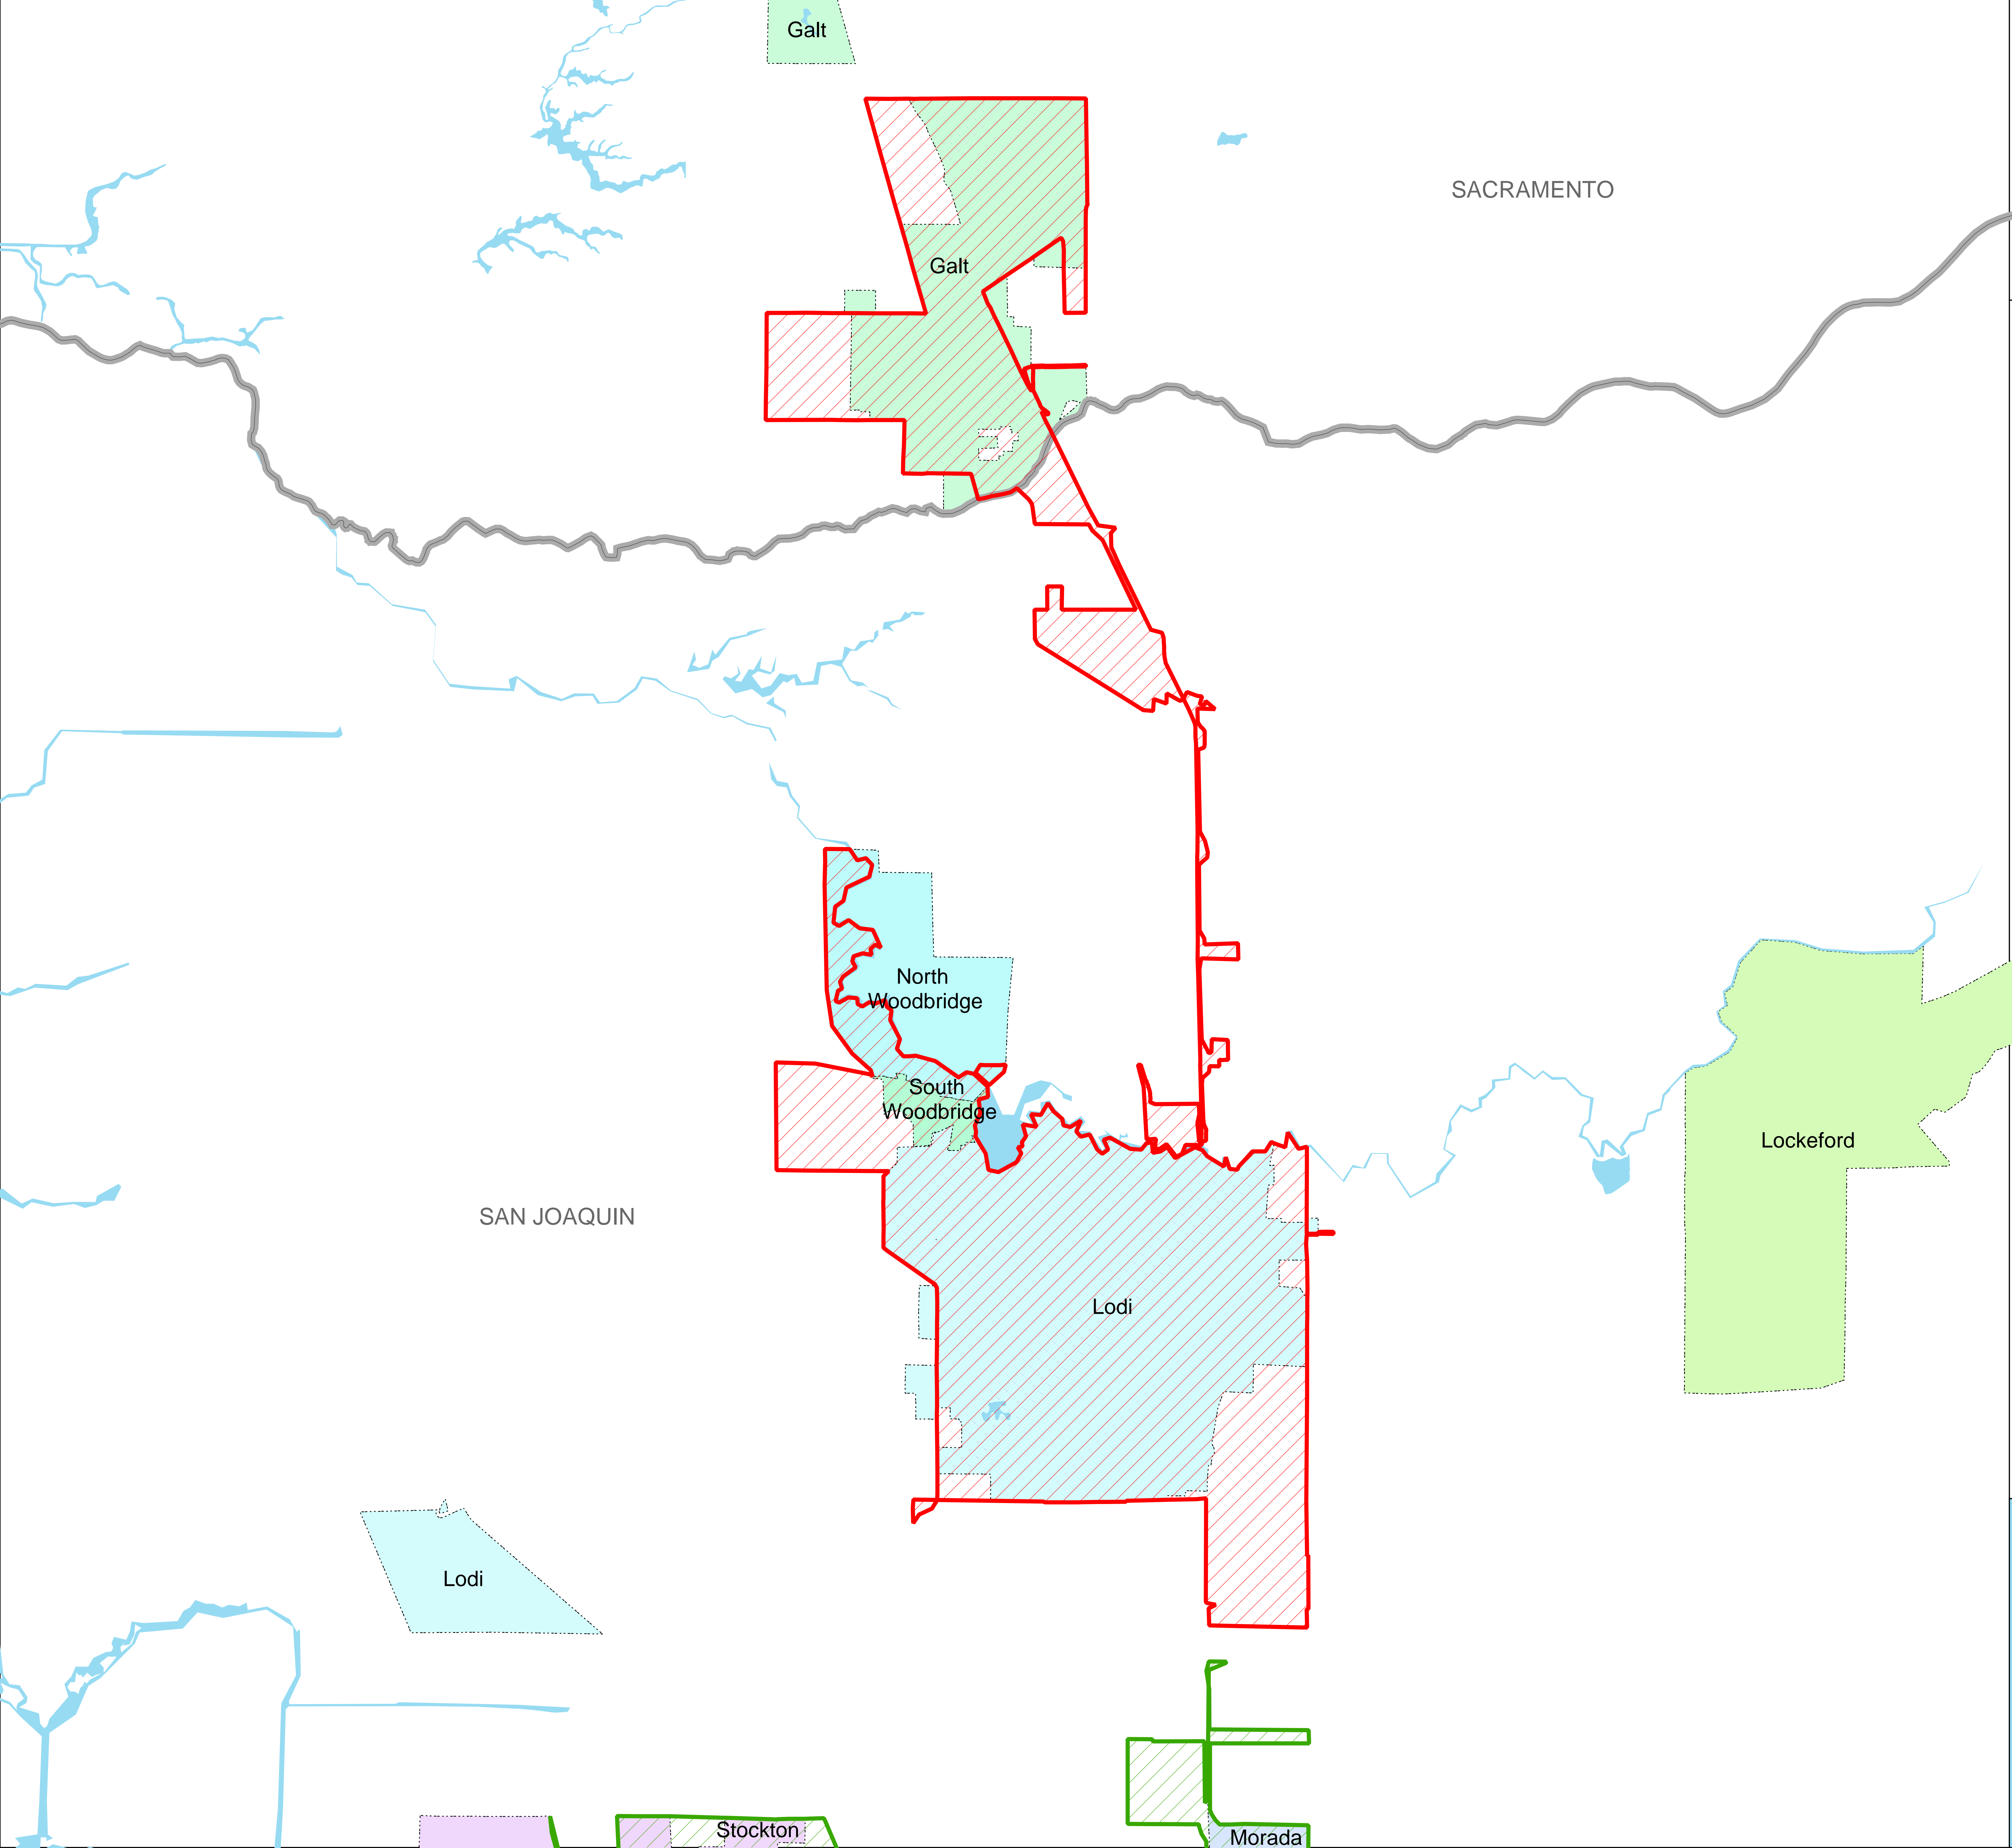 Galt
SACRAMENTO
Galt
North
Woodbridge
South
Woodbridge
Lockeford
SAN JOAQUIN
Lodi
Lodi
Stockton
Morada